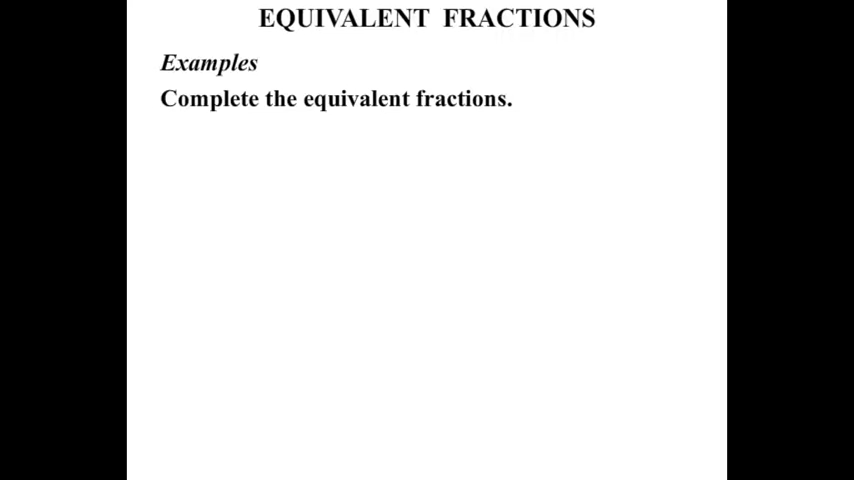 EQUIVALENT FRACTIONS
Examples
Complete the equivalent fractions.